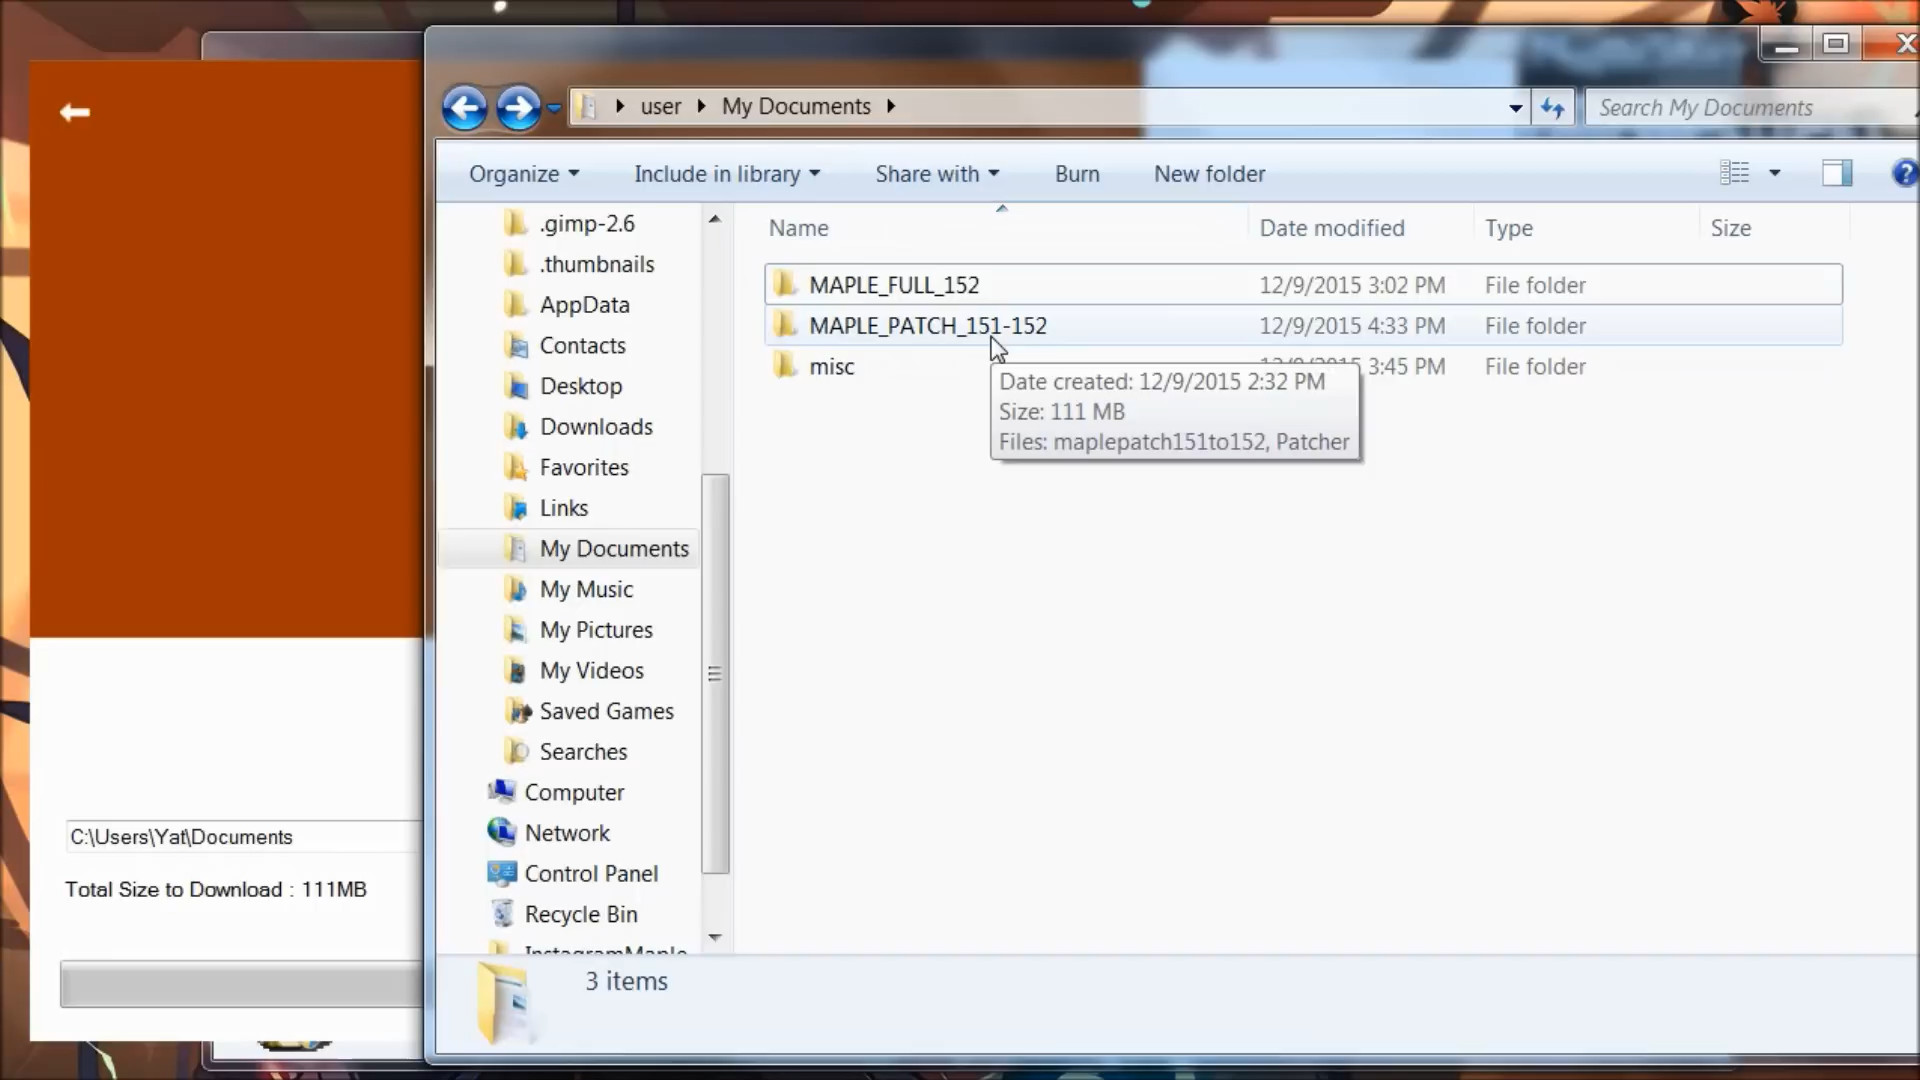 user My Documents
Search My Documents
Organize Include in library Share with Burn New folder
Name Date modified Type Size
MAPLE_FULL_152 12/9/2015 3:02 PM File folder
MAPLE_PATCH_151-152 12/9/2015 4:33 PM File folder
misc 3:45 PM File folder
Date created: 12/9/2015 2:32 PM
Size: 111 MB
Files: maplepatch151to152, Patcher
.gimp-2.6
.thumbnails
AppData
Contacts
Desktop
Downloads
Favorites
Links
My Documents
My Music
My Pictures
My Videos
Saved Games
Searches
Computer
Network
Control Panel
Recycle Bin
InstagramMaple
3 items
C:\Users\Yat\Documents
Total Size to Download : 111MB